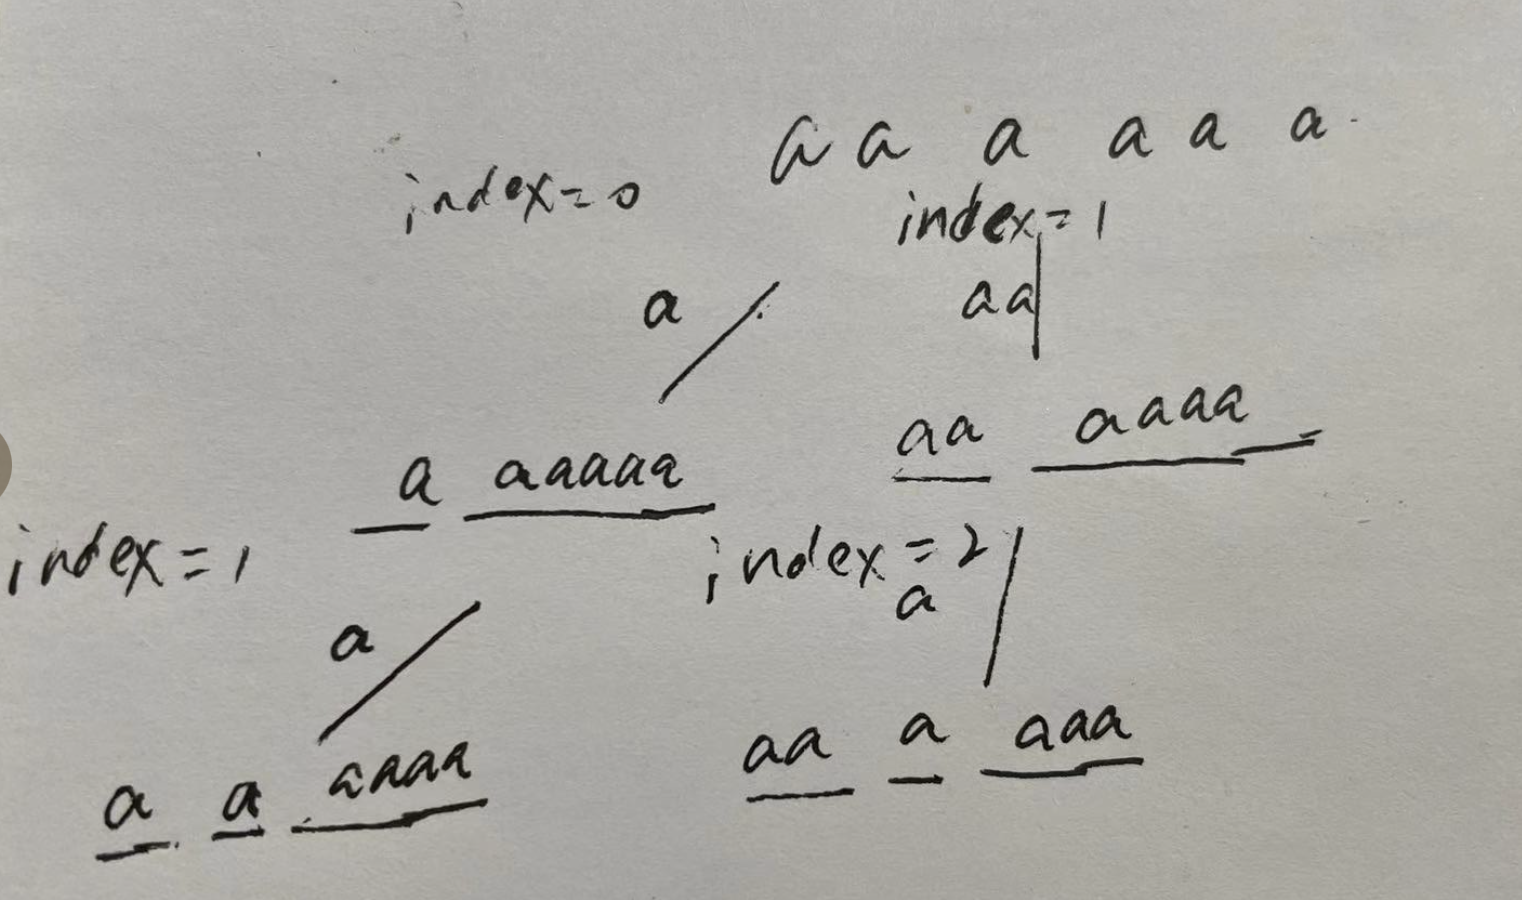 a a a a a a
index=0
index=1
a
aa
a aaaaa
aa aaaa
index=1
index=2
a
a
a a aaaa
aa a aaa